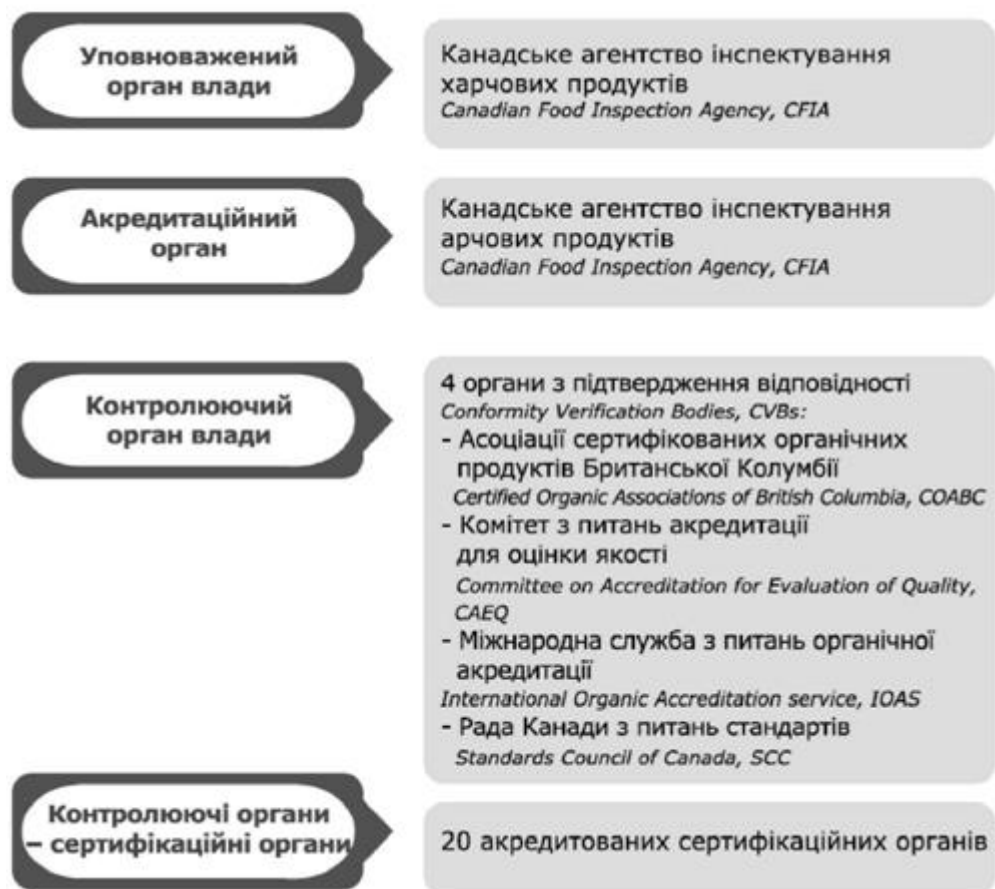 Уповноважений
орган влади
Канадське агентство інспектування
харчових продуктів
Canadian Food Inspection Agency, CFIA
Акредитаційний
орган
Канадське агентство інспектування
арчових продуктів
Canadian Food Inspection Agency, CFIA
Контролюючий
орган влади
4 органи з підтвердження відповідності
Conformity Verification Bodies, CVBs:
- Асоціації сертифікованих органічних
продуктів Британської Колумбії
Certified Organic Associations of British Columbia, COABC
- Комітет з питань акредитації
для оцінки якості
Committee on Accreditation for Evaluation of Quality,
CAEQ
- Міжнародна служба з питань органічної
акредитації
International Organic Accreditation service, IOAS
- Рада Канади з питань стандартів
Standards Council of Canada, SCC
Контролюючі органи
– сертифікаційні органи
20 акредитованих сертифікаційних органів